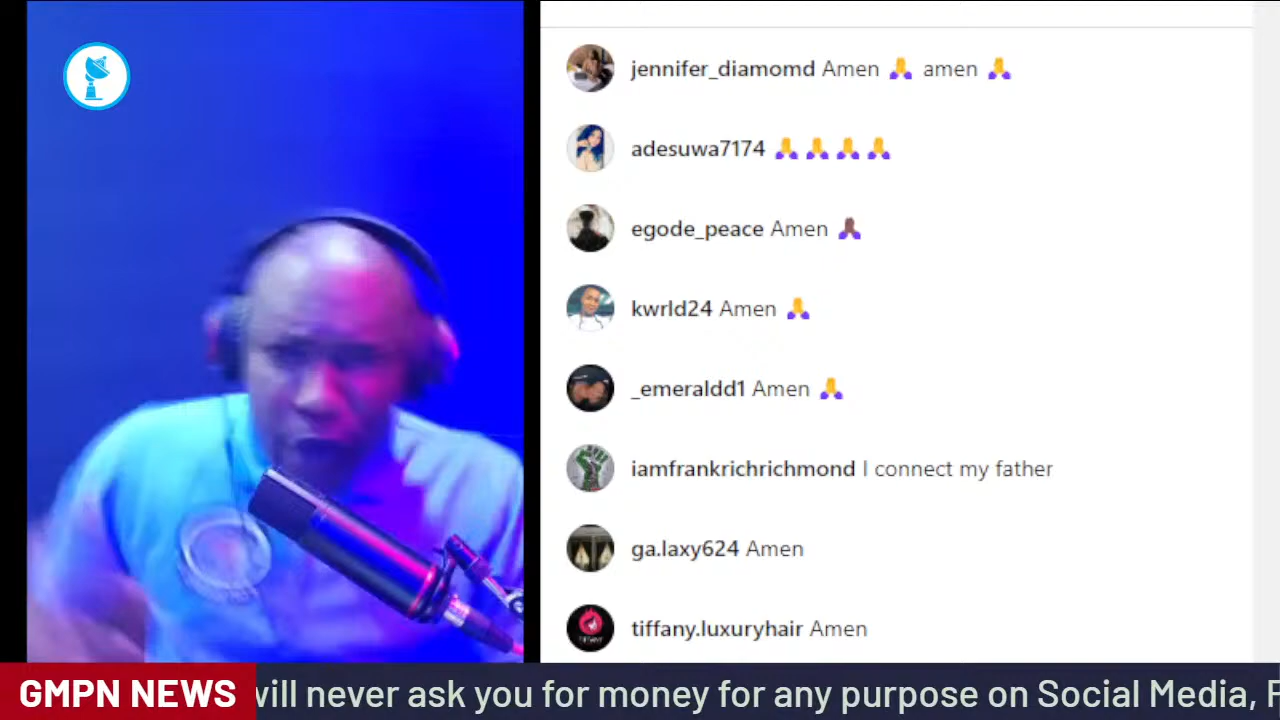 jennifer_diamomd Amen 🙏 amen 🙏
adesuwa7174 🙏🙏🙏🙏
egode_peace Amen 🙏🏾
kwrld24 Amen 🙏
_emeraldd1 Amen 🙏
iamfrankrichrichmond I connect my father
ga.laxy624 Amen
tiffany.luxuryhair Amen
GMPN NEWS will never ask you for money for any purpose on Social Media, F